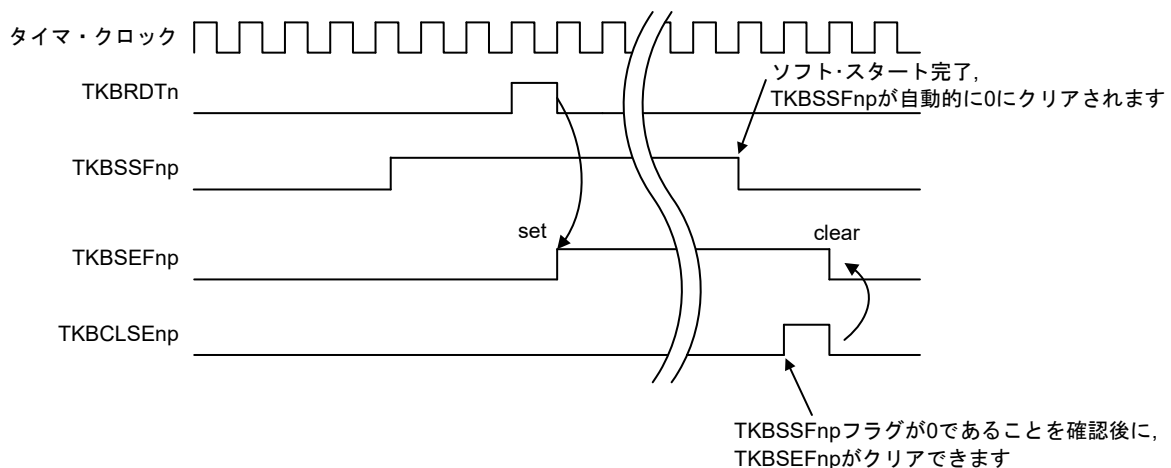 タイマ・クロック
TKBRDTn
ソフト・スタート完了,
TKBSSFnpが自動的に0にクリアされます
TKBSSFnp
set
clear
TKBSEFnp
TKBCLSEnp
TKBSSFnpフラグが0であることを確認後に,
TKBSEFnpがクリアできます